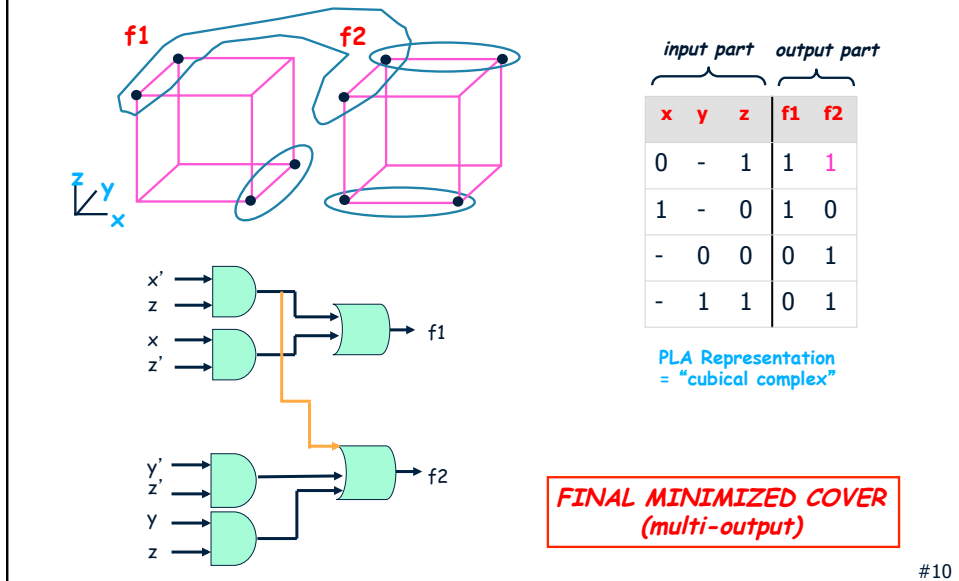 f1
f2
z
y
x
input part output part
x y z f1 f2
0 - 1 1 1
1 - 0 1 0
- 0 0 0 1
- 1 1 0 1
PLA Representation
= “cubical complex”
x’
z
x
z’
f1
y’
z’
y
z
f2
FINAL MINIMIZED COVER
(multi-output)
#10